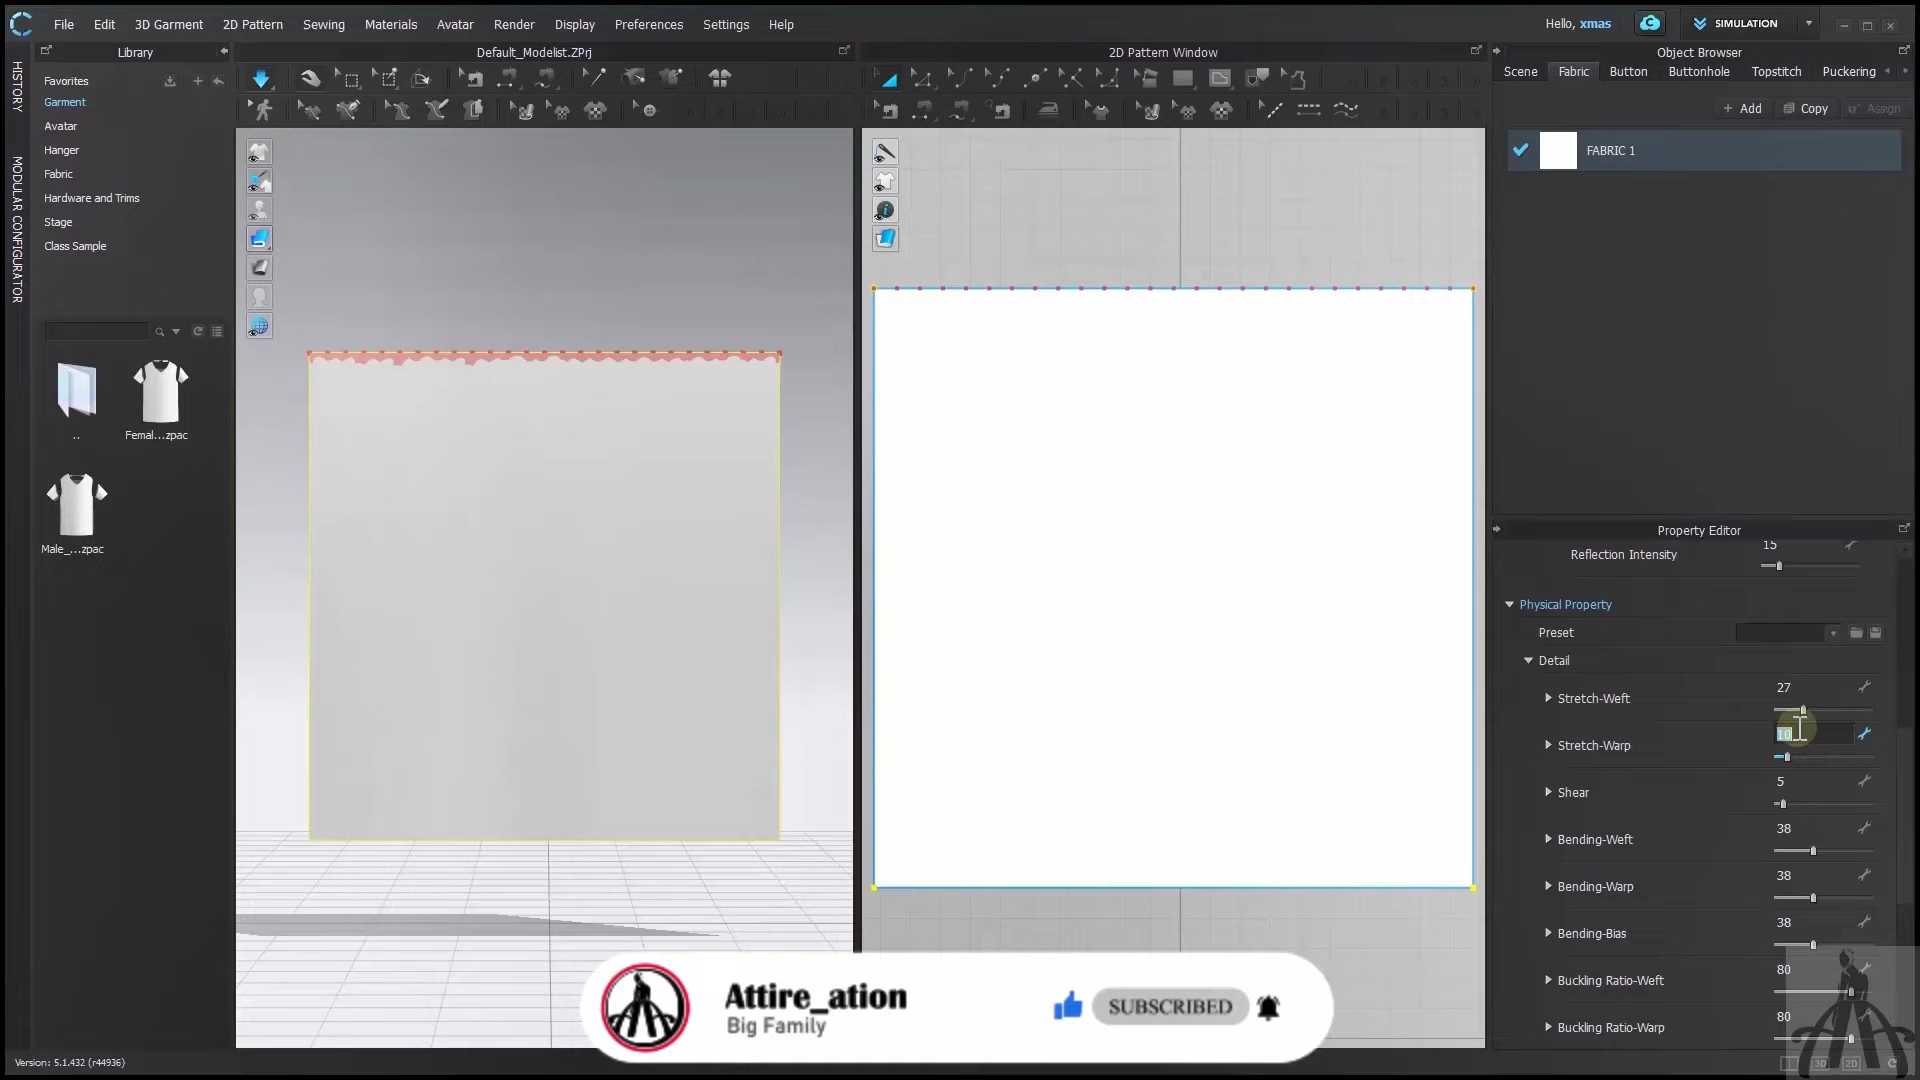 File Edit 3D Garment 2D Pattern Sewing Materials Avatar Render Display Preferences Settings Help
Hello, xmas
SIMULATION
Library
Default_Modelist.ZPrj
2D Pattern Window
Object Browser
HISTORY
MODULAR CONFIGURATOR
Favorites
Garment
Avatar
Hanger
Fabric
Hardware and Trims
Stage
Class Sample
..
Femal...zpac
Male_...zpac
Scene Fabric Button Buttonhole Topstitch Puckering
+ Add Copy Assign
FABRIC 1
Property Editor
Reflection Intensity 15
Physical Property
Preset
Detail
Stretch-Weft 27
Stretch-Warp 10
Shear 5
Bending-Weft 38
Bending-Warp 38
Bending-Bias 38
Buckling Ratio-Weft 80
Buckling Ratio-Warp 80
Attire_ation
Big Family
SUBSCRIBED
Version: 5.1.432 (r44936)
3D 2D